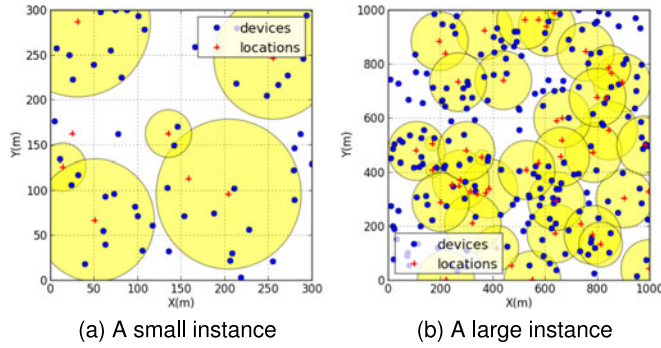 300
250
200
150
100
50
0
Y(m)
devices
locations
0 50 100 150 200 250 300
X(m)
(a) A small instance
1000
800
600
400
200
0
Y(m)
devices
locations
0 200 400 600 800 1000
X(m)
(b) A large instance